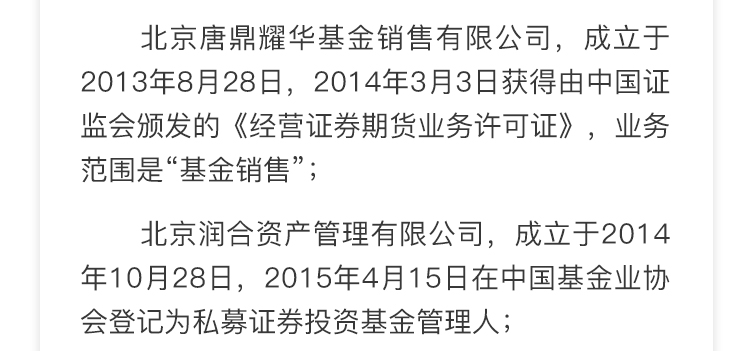 北京唐鼎耀华基金销售有限公司，成立于
2013年8月28日，2014年3月3日获得由中国证
监会颁发的《经营证券期货业务许可证》，业务
范围是“基金销售”；
北京润合资产管理有限公司，成立于2014
年10月28日，2015年4月15日在中国基金业协
会登记为私募证券投资基金管理人；